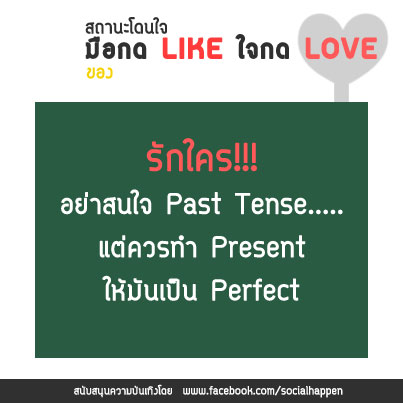 สถานะโดนใจ
มือกด LIKE ใจกด LOVE
ของ
รักใคร!!!
อย่าสนใจ Past Tense.....
แต่ควรทำ Present
ให้มันเป็น Perfect
สนับสนุนความบันเทิงโดย www.facebook.com/socialhappen